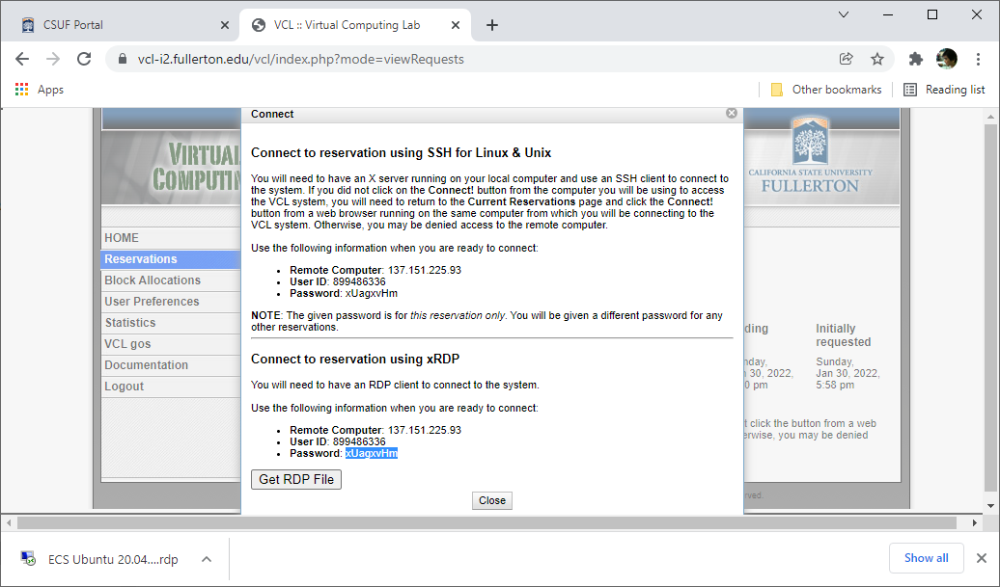 CSUF Portal
VCL :: Virtual Computing Lab
vcl-i2.fullerton.edu/vcl/index.php?mode=viewRequests
Apps
Other bookmarks
Reading list
VIRTUAL
COMPUTIN
CALIFORNIA STATE UNIVERSITY
FULLERTON
HOME
Reservations
Block Allocations
User Preferences
Statistics
VCL gos
Documentation
Logout
Connect
Connect to reservation using SSH for Linux & Unix
You will need to have an X server running on your local computer and use an SSH client to connect to
the system. If you did not click on the Connect! button from the computer you will be using to access
the VCL system, you will need to return to the Current Reservations page and click the Connect!
button from a web browser running on the same computer from which you will be connecting to the
VCL system. Otherwise, you may be denied access to the remote computer.
Use the following information when you are ready to connect:
• Remote Computer: 137.151.225.93
• User ID: 899486336
• Password: xUagxvHm
NOTE: The given password is for this reservation only. You will be given a different password for any
other reservations.
Connect to reservation using xRDP
You will need to have an RDP client to connect to the system.
Use the following information when you are ready to connect:
• Remote Computer: 137.151.225.93
• User ID: 899486336
• Password: xUagxvHm
Get RDP File
Close
ding
nday,
n 30, 2022,
0 pm
Initially
requested
Sunday,
Jan 30, 2022,
5:58 pm
t click the button from a web
erwise, you may be denied
rved.
ECS Ubuntu 20.04....rdp
Show all